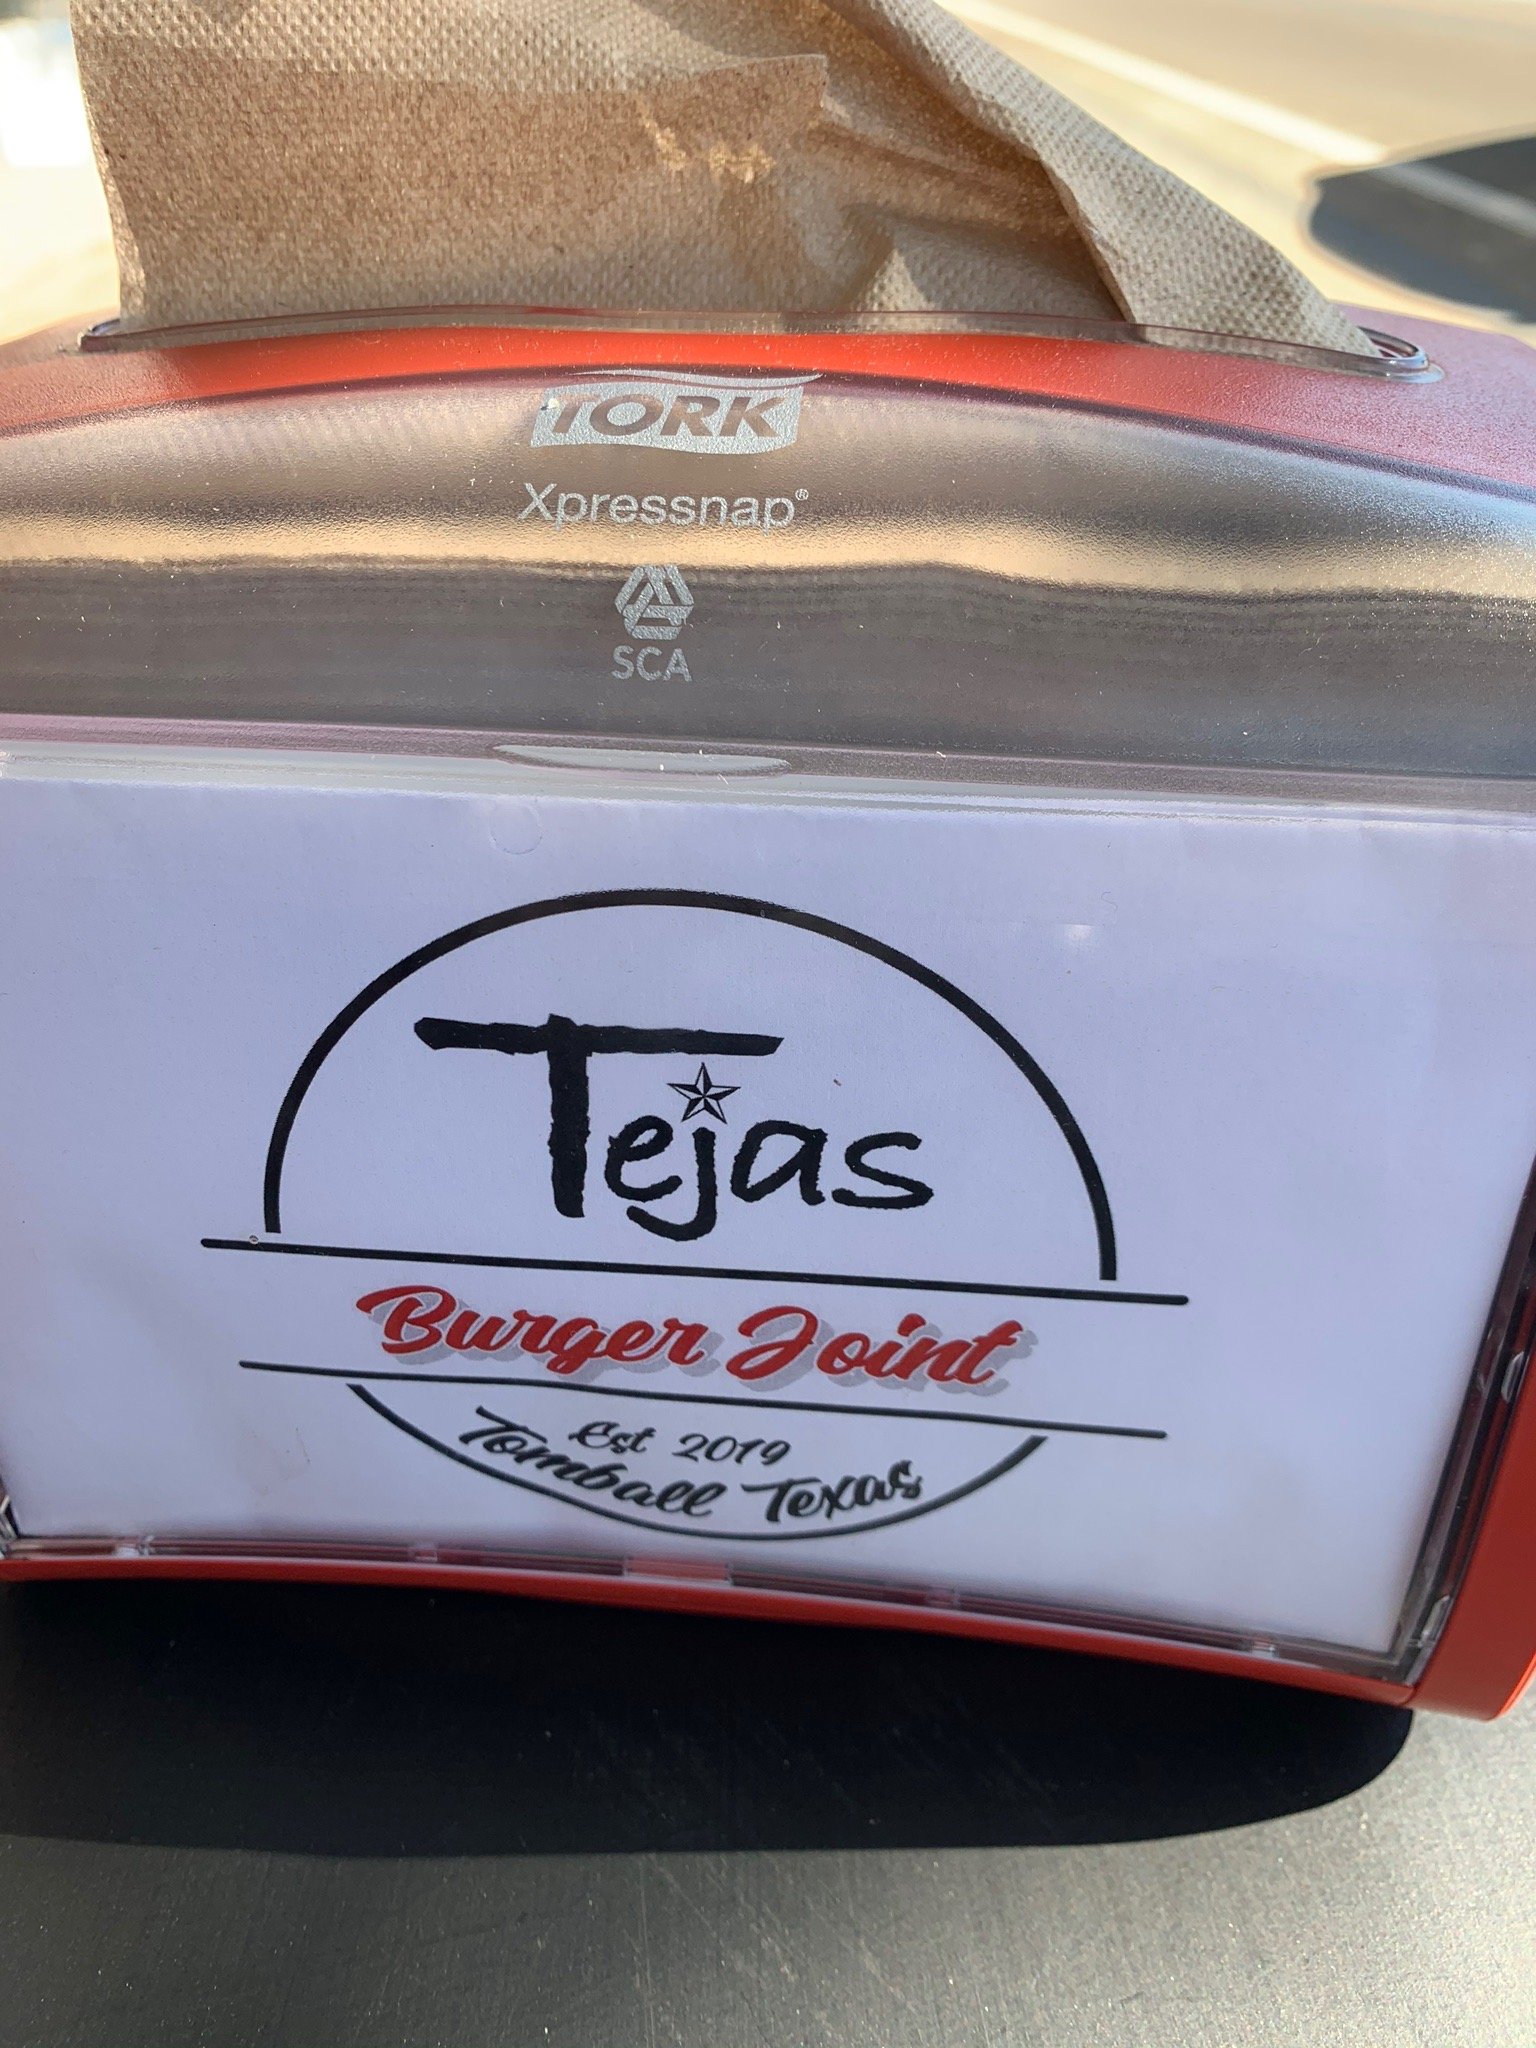 TORK
Xpressnap®
SCA
Tejas
Burger Joint
Est 2019
Tomball Texas